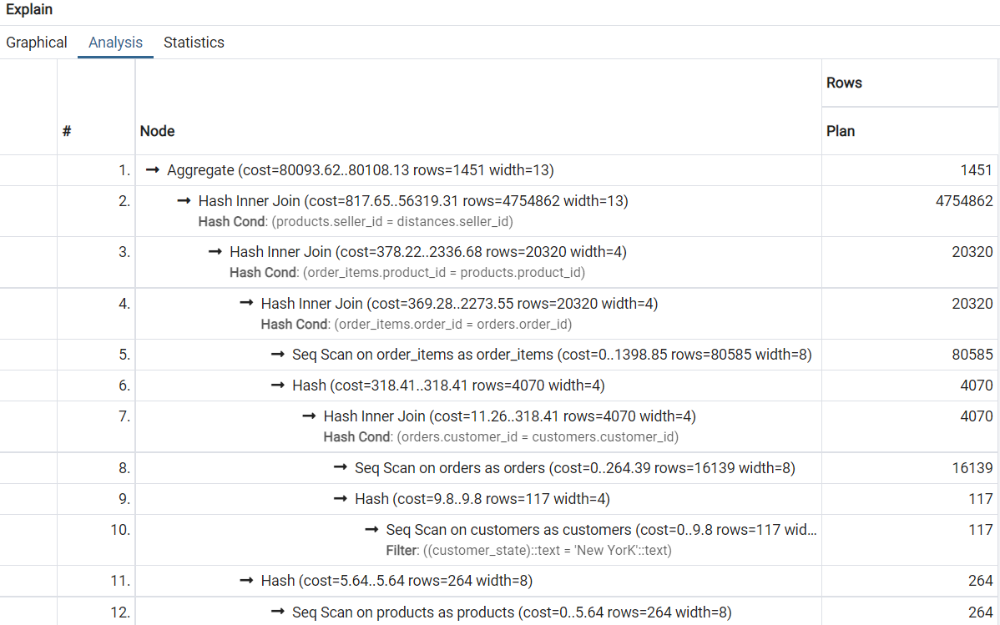 Explain
Graphical Analysis Statistics
Rows
# Node Plan
1. → Aggregate (cost=80093.62..80108.13 rows=1451 width=13) 1451
2. → Hash Inner Join (cost=817.65..56319.31 rows=4754862 width=13) 4754862
Hash Cond: (products.seller_id = distances.seller_id)
3. → Hash Inner Join (cost=378.22..2336.68 rows=20320 width=4) 20320
Hash Cond: (order_items.product_id = products.product_id)
4. → Hash Inner Join (cost=369.28..2273.55 rows=20320 width=4) 20320
Hash Cond: (order_items.order_id = orders.order_id)
5. → Seq Scan on order_items as order_items (cost=0..1398.85 rows=80585 width=8) 80585
6. → Hash (cost=318.41..318.41 rows=4070 width=4) 4070
7. → Hash Inner Join (cost=11.26..318.41 rows=4070 width=4) 4070
Hash Cond: (orders.customer_id = customers.customer_id)
8. → Seq Scan on orders as orders (cost=0..264.39 rows=16139 width=8) 16139
9. → Hash (cost=9.8..9.8 rows=117 width=4) 117
10. → Seq Scan on customers as customers (cost=0..9.8 rows=117 wid... 117
Filter: ((customer_state)::text = 'New YorK'::text)
11. → Hash (cost=5.64..5.64 rows=264 width=8) 264
12. → Seq Scan on products as products (cost=0..5.64 rows=264 width=8) 264